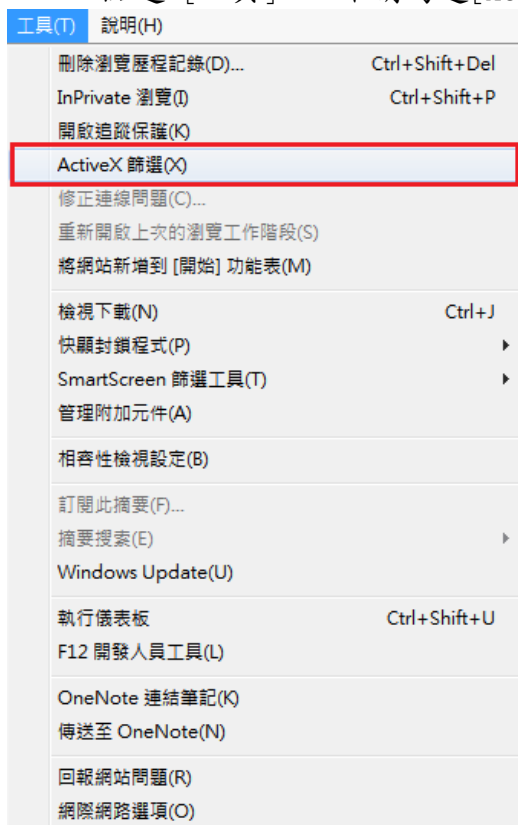 工具(T) 說明(H)
刪除瀏覽歷程記錄(D)... Ctrl+Shift+Del
InPrivate 瀏覽(I) Ctrl+Shift+P
開啟追蹤保護(K)
ActiveX 篩選(X)
修正連線問題(C)...
重新開啟上次的瀏覽工作階段(S)
將網站新增到 [開始] 功能表(M)
檢視下載(N) Ctrl+J
快顯封鎖程式(P)
SmartScreen 篩選工具(T)
管理附加元件(A)
相容性檢視設定(B)
訂閱此摘要(F)...
摘要搜索(E)
Windows Update(U)
執行儀表板 Ctrl+Shift+U
F12 開發人員工具(L)
OneNote 連結筆記(K)
傳送至 OneNote(N)
回報網站問題(R)
網際網路選項(O)